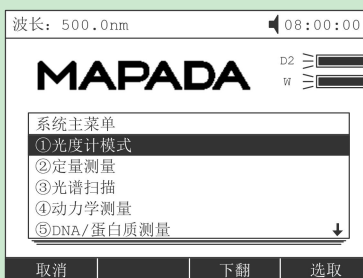 波长: 500.0nm 08:00:00
MAPADA
D2
W
系统主菜单
①光度计模式
②定量测量
③光谱扫描
④动力学测量
⑤DNA/蛋白质测量
取消 下翻 选取